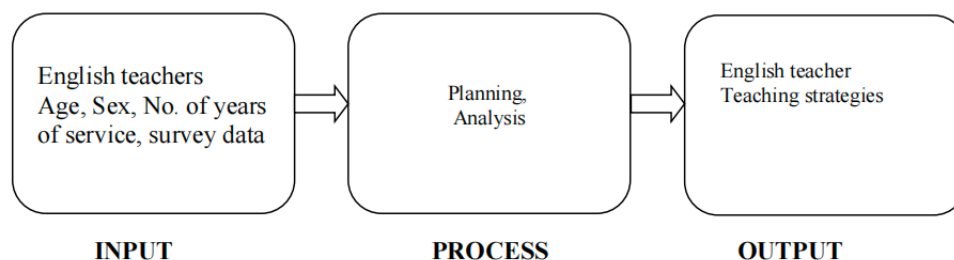 English teachers
Age, Sex, No. of years
of service, survey data
Planning,
Analysis
English teacher
Teaching strategies
INPUT
PROCESS
OUTPUT